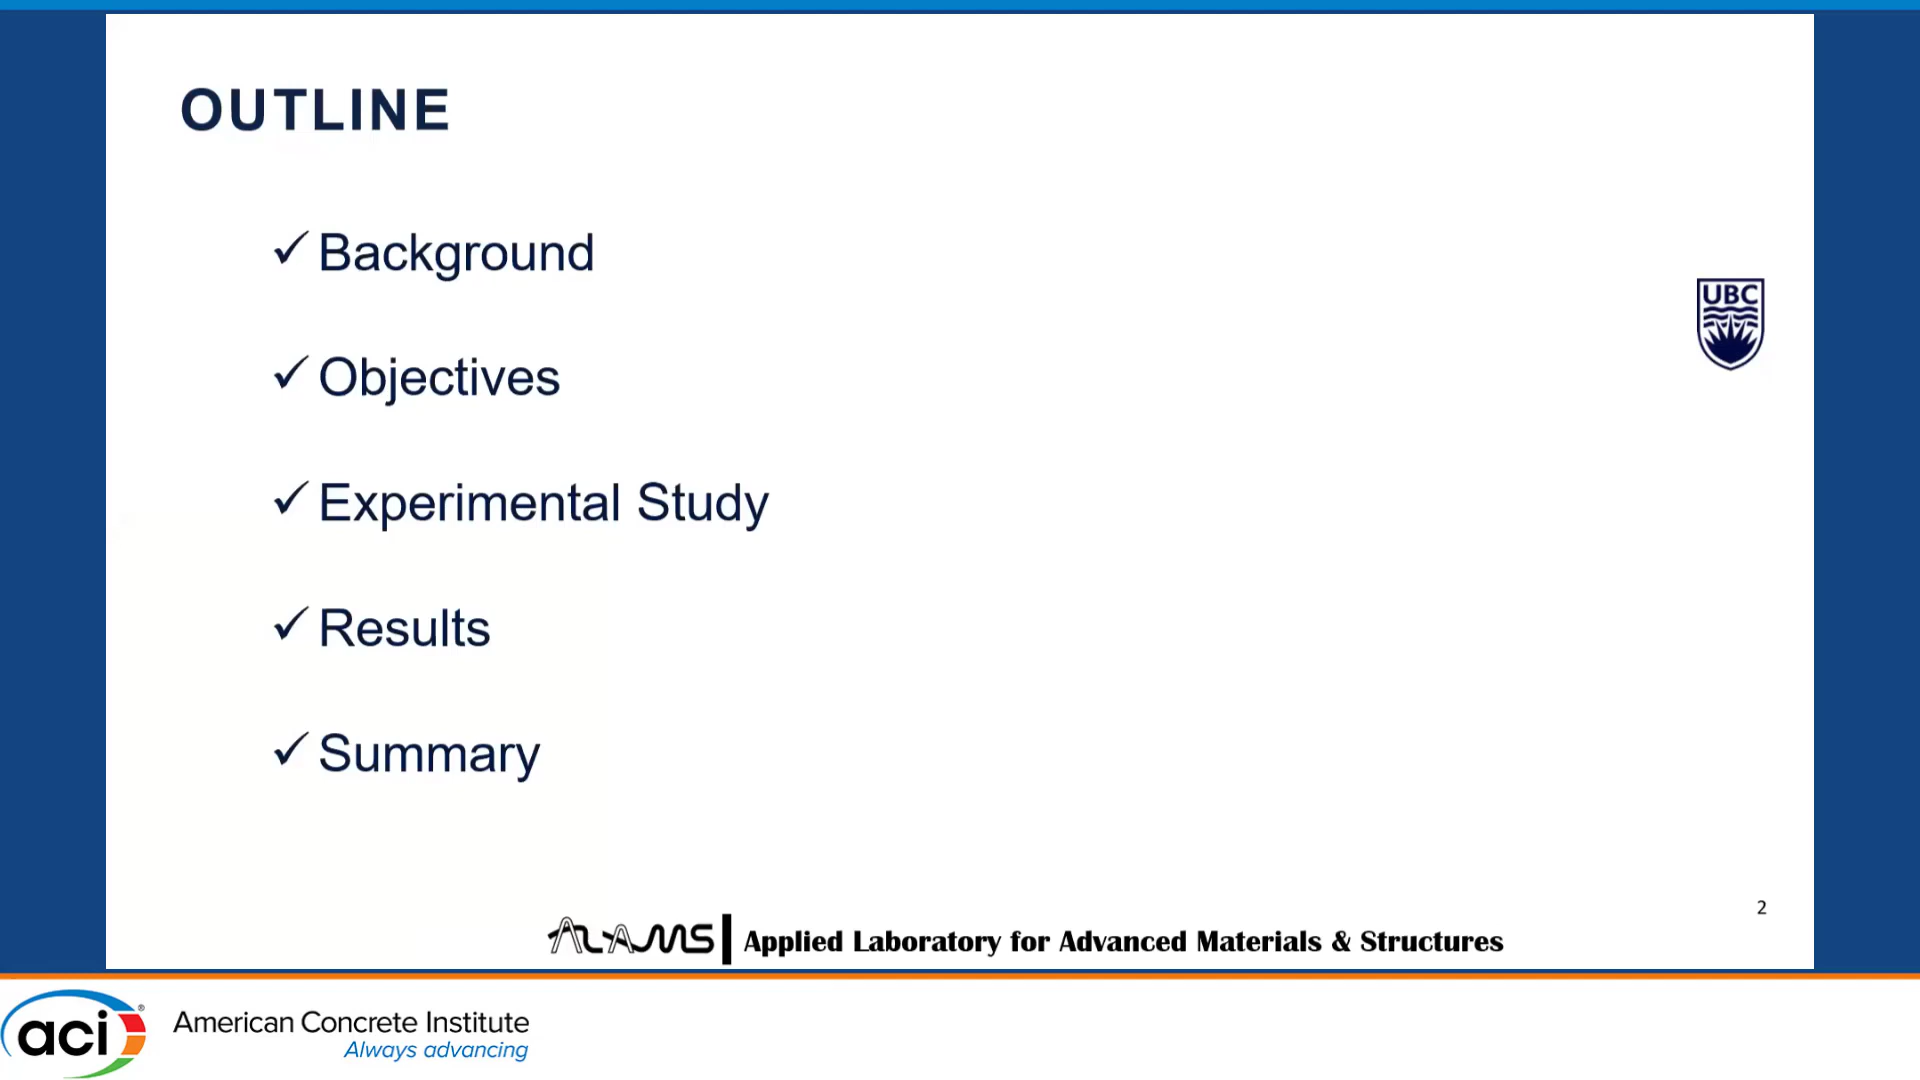 OUTLINE
✓ Background
✓ Objectives
✓ Experimental Study
✓ Results
✓ Summary
UBC
2
ALAMS | Applied Laboratory for Advanced Materials & Structures
aci®
American Concrete Institute
Always advancing